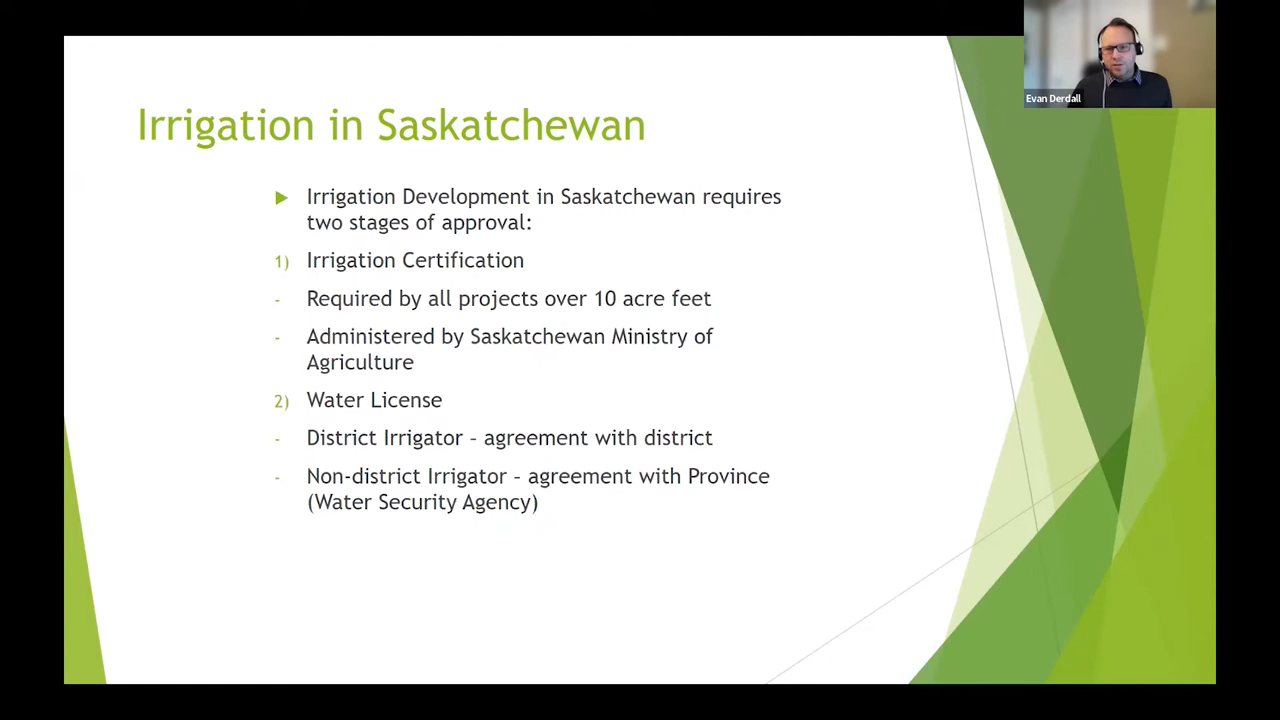 Evan Derdall
Irrigation in Saskatchewan
Irrigation Development in Saskatchewan requires
two stages of approval:
1) Irrigation Certification
- Required by all projects over 10 acre feet
- Administered by Saskatchewan Ministry of
Agriculture
2) Water License
- District Irrigator – agreement with district
- Non-district Irrigator – agreement with Province
(Water Security Agency)